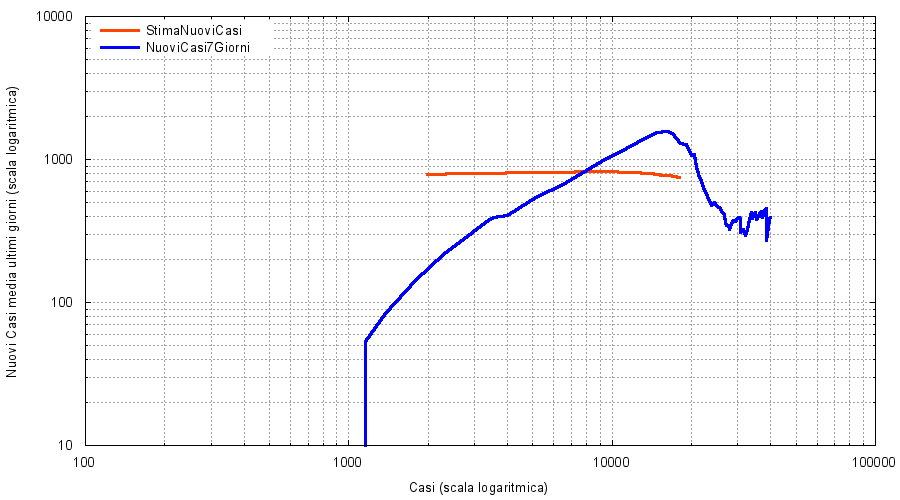 10000
StimaNuoviCasi
NuoviCasi7Giorni
1000
100
10
Nuovi Casi media ultimi giorni (scala logaritmica)
100 1000 10000 100000
Casi (scala logaritmica)